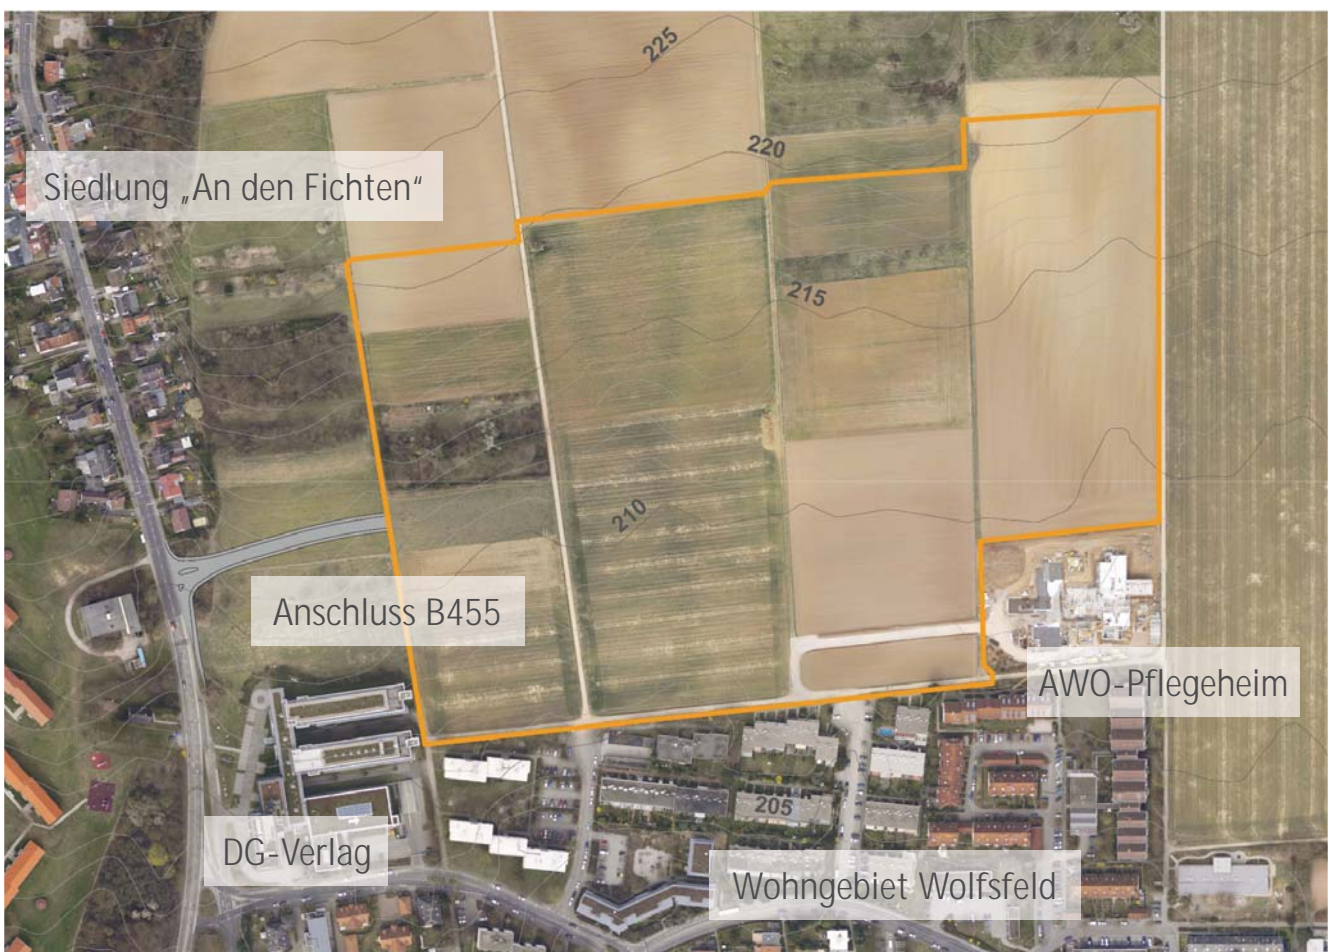 225
220
Siedlung „An den Fichten“
215
210
Anschluss B455
AWO-Pflegeheim
205
DG-Verlag
Wohngebiet Wolfsfeld